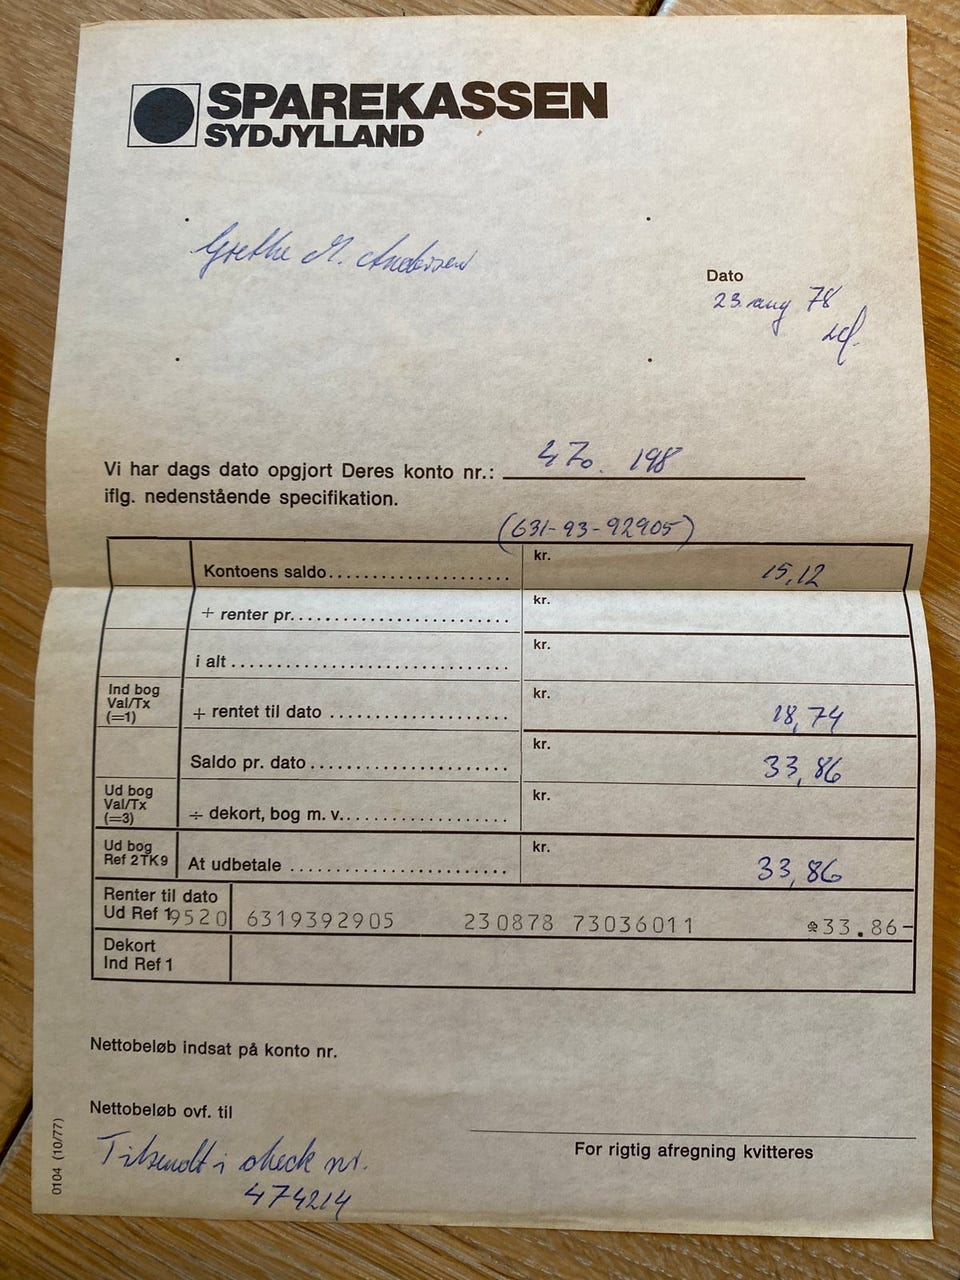 SPAREKASSEN
SYDJYLLAND
Grethe M. Andersen
Dato
23. aug 78
Vi har dags dato opgjort Deres konto nr.: 470. 198
iflg. nedenstående specifikation.
(631-93-92905)
Kontoens saldo.................... kr. 15,12
+ renter pr........................ kr.
i alt .............................. kr.
Ind bog
Val/Tx
(=1)
+ rentet til dato ................... kr. 18,74
Saldo pr. dato...................... kr. 33,86
Ud bog
Val/Tx
(=3)
÷ dekort, bog m. v.................. kr.
Ud bog
Ref 2TK9
At udbetale ........................ kr. 33,86
Renter til dato
Ud Ref 1 9520 6319392905 230878 73036011 *33.86-
Dekort
Ind Ref 1
Nettobeløb indsat på konto nr.
Nettobeløb ovf. til
Tilsendt i check nr.
474214
For rigtig afregning kvitteres
0104 (10/77)